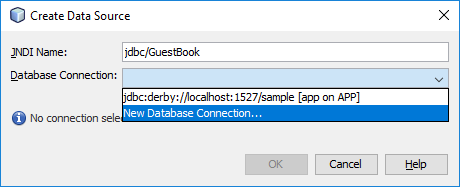 Create Data Source
JNDI Name: jdbc/GuestBook
Database Connection:
jdbc:derby://localhost:1527/sample [app on APP]
New Database Connection...
No connection selec
OK Cancel Help